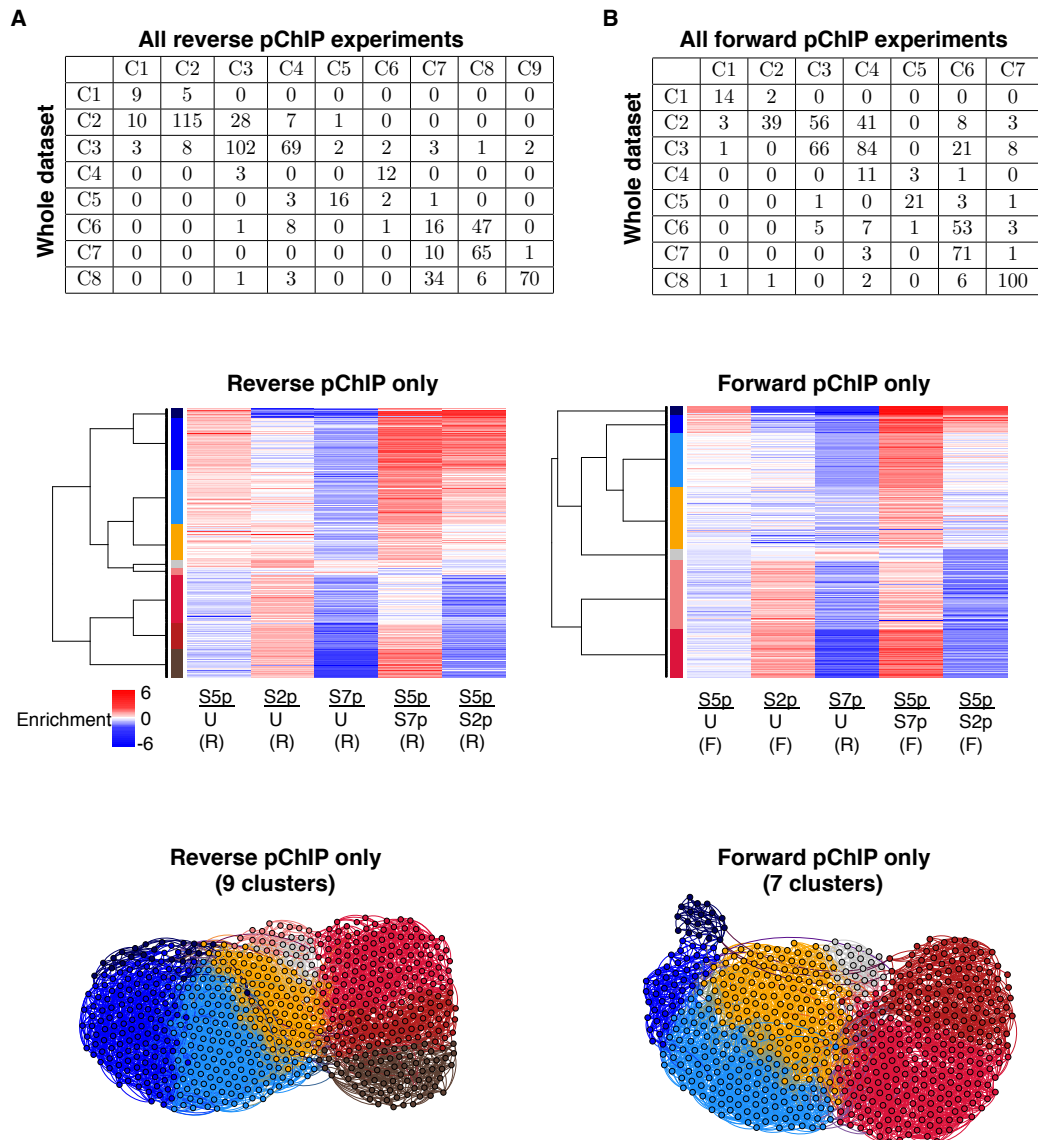 A
All reverse pChIP experiments
Whole dataset
C1 C2 C3 C4 C5 C6 C7 C8 C9
C1 9 5 0 0 0 0 0 0 0
C2 10 115 28 7 1 0 0 0 0
C3 3 8 102 69 2 2 3 1 2
C4 0 0 3 0 0 12 0 0 0
C5 0 0 0 3 16 2 1 0 0
C6 0 0 1 8 0 1 16 47 0
C7 0 0 0 0 0 0 10 65 1
C8 0 0 1 3 0 0 34 6 70
B
All forward pChIP experiments
Whole dataset
C1 C2 C3 C4 C5 C6 C7
C1 14 2 0 0 0 0 0
C2 3 39 56 41 0 8 3
C3 1 0 66 84 0 21 8
C4 0 0 0 11 3 1 0
C5 0 0 1 0 21 3 1
C6 0 0 5 7 1 53 3
C7 0 0 0 3 0 71 1
C8 1 1 0 2 0 6 100
Reverse pChIP only
Enrichment
6
0
-6
S5p S2p S7p S5p S5p
U U U S7p S2p
(R) (R) (R) (R) (R)
Forward pChIP only
S5p S2p S7p S5p S5p
U U U S7p S2p
(F) (F) (R) (F) (F)
Reverse pChIP only
(9 clusters)
Forward pChIP only
(7 clusters)